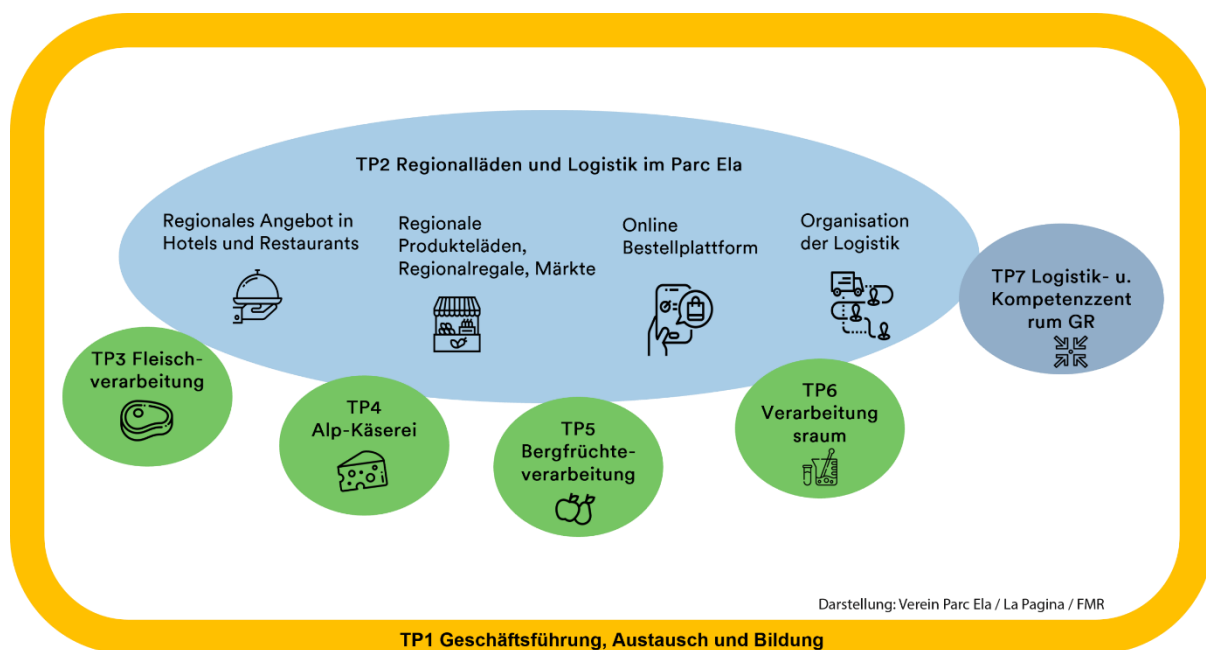 TP2 Regionalläden und Logistik im Parc Ela
Regionales Angebot in
Hotels und Restaurants
Regionale
Produkteläden,
Regionalregale, Märkte
Online
Bestellplattform
Organisation
der Logistik
TP7 Logistik- u.
Kompetenzzent
rum GR
TP3 Fleisch-
verarbeitung
TP4
Alp-Käserei
TP5
Bergfrüchte-
verarbeitung
TP6
Verarbeitung
sraum
Darstellung: Verein Parc Ela / La Pagina / FMR
TP1 Geschäftsführung, Austausch und Bildung